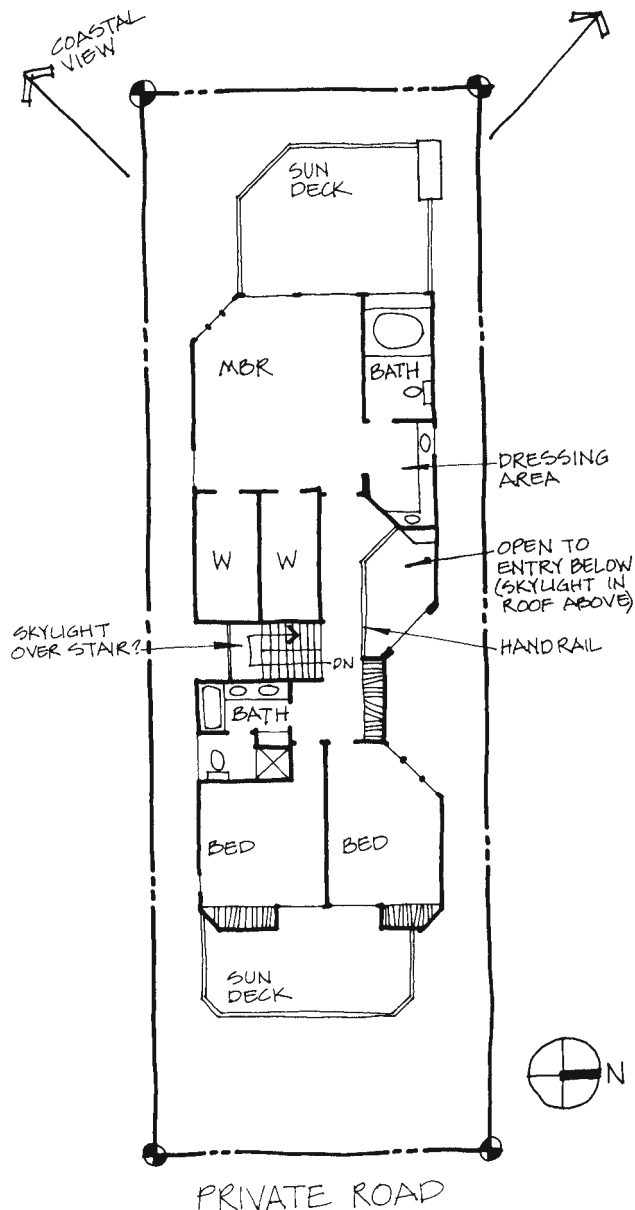 COASTAL
VIEW
SUN
DECK
MBR
BATH
DRESSING
AREA
W
W
OPEN TO
ENTRY BELOW
(SKYLIGHT IN
ROOF ABOVE)
SKYLIGHT
OVER STAIR?
HANDRAIL
DN
BATH
BED
BED
SUN
DECK
N
PRIVATE ROAD